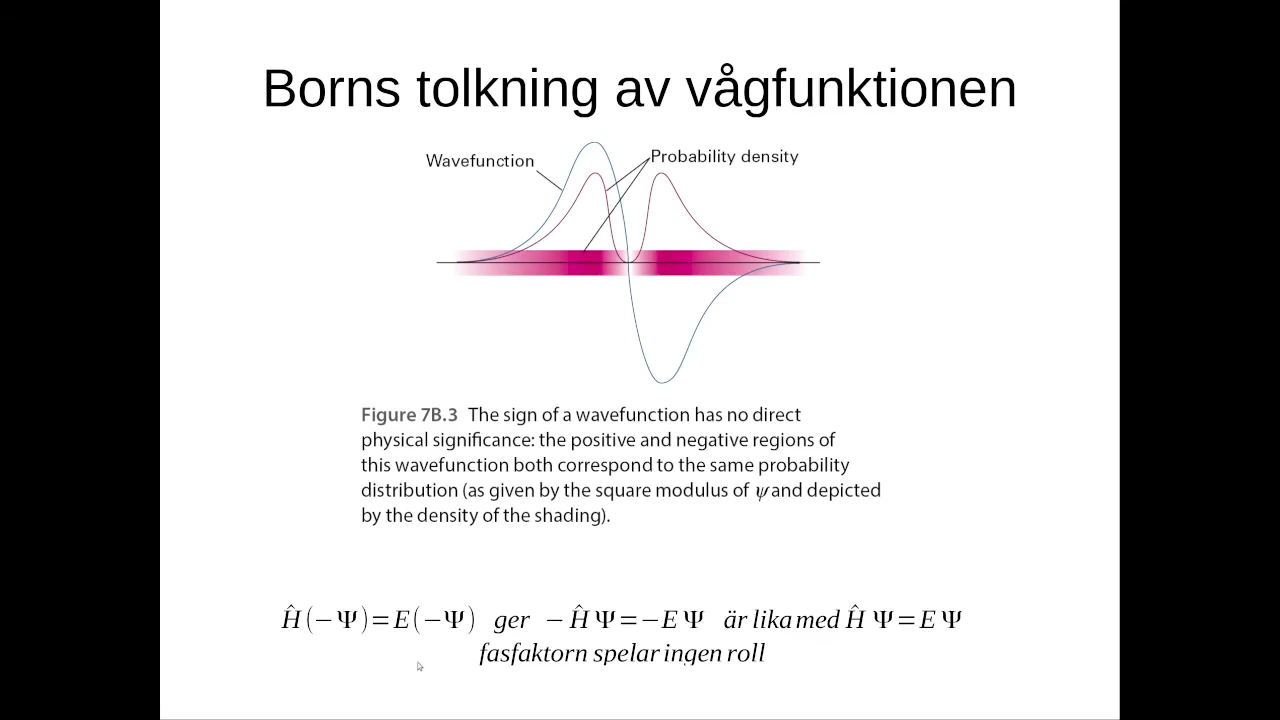 Borns tolkning av vågfunktionen
Wavefunction
Probability density
Figure 7B.3 The sign of a wavefunction has no direct
physical significance: the positive and negative regions of
this wavefunction both correspond to the same probability
distribution (as given by the square modulus of ψ and depicted
by the density of the shading).
Ĥ(−Ψ)=E(−Ψ) ger −ĤΨ=−EΨ är lika med ĤΨ=EΨ
fasfaktorn spelar ingen roll